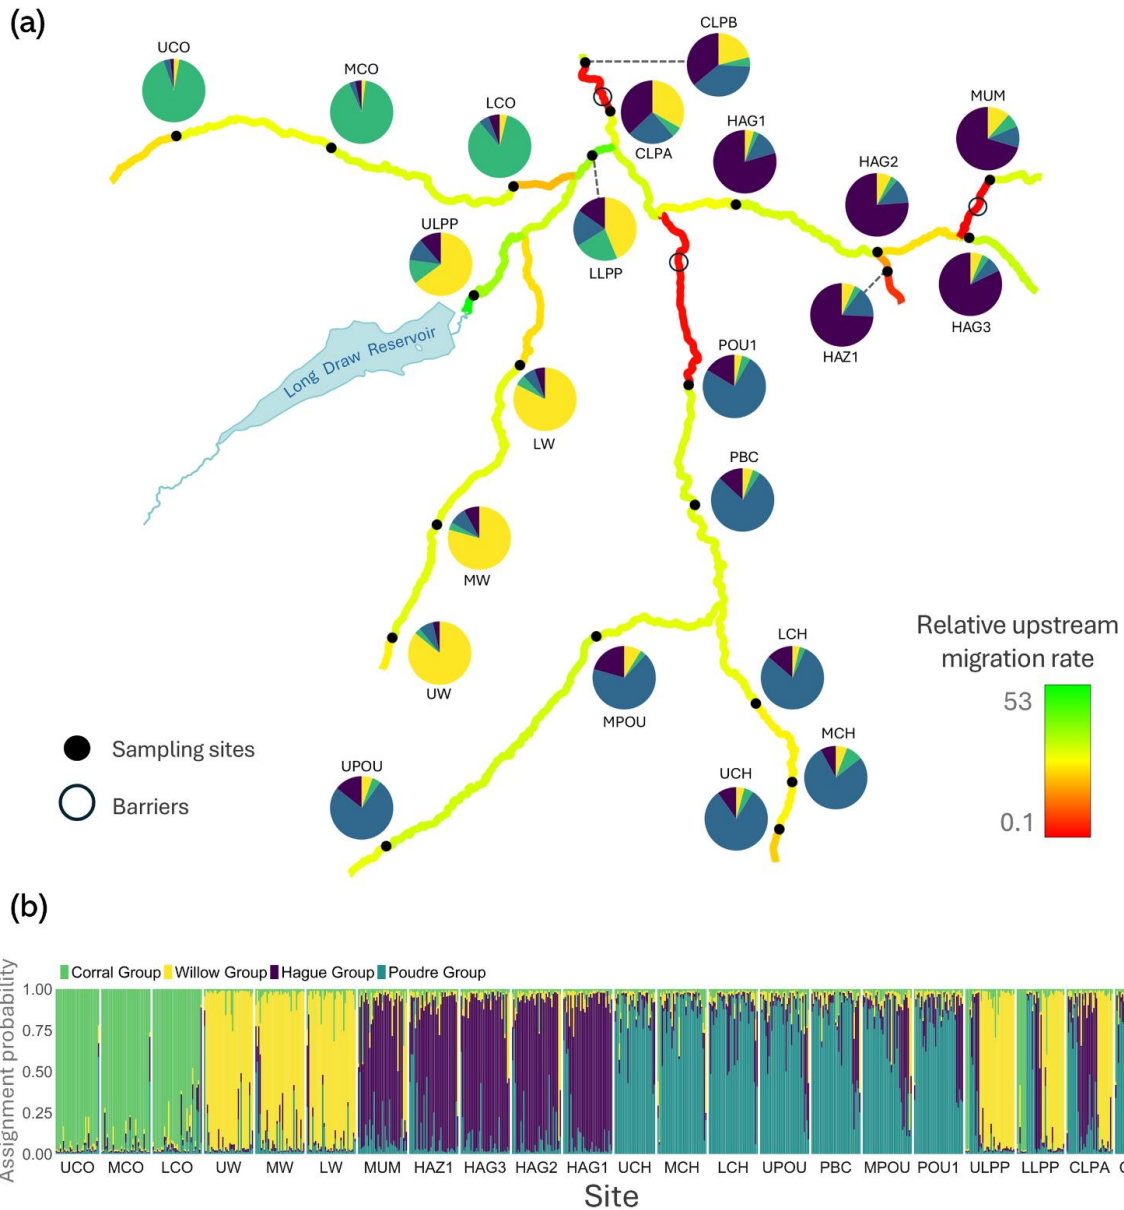 (a)
CLPB
UCO
MCO
LCO
CLPA
HAG1
MUM
HAG2
ULPP
LLPP
HAG3
HAZ1
Long Draw Reservoir
POU1
LW
PBC
MW
UW
LCH
MPOU
MCH
UPOU
UCH
Relative upstream
migration rate
53
0.1
Sampling sites
Barriers
(b)
Corral Group Willow Group Hague Group Poudre Group
Assignment probability
1.00
0.75
0.50
0.25
0.00
UCO MCO LCO UW MW LW MUM HAZ1 HAG3 HAG2 HAG1 UCH MCH LCH UPOU PBC MPOU POU1 ULPP LLPP CLPA
Site